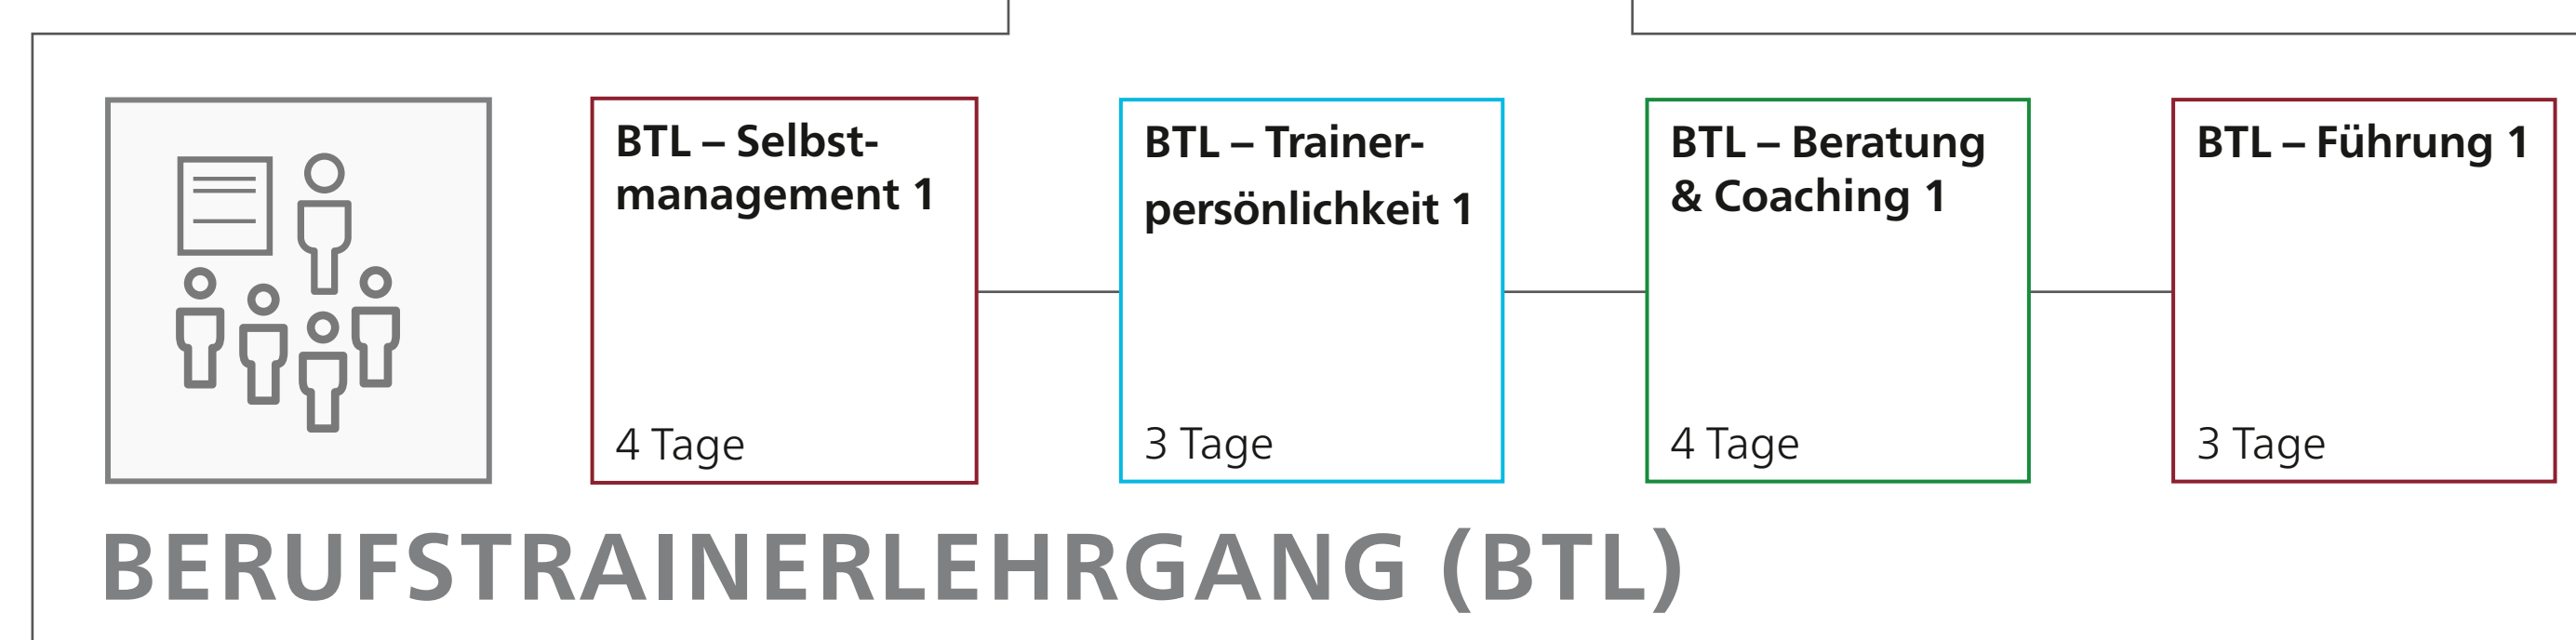 BTL – Selbst-
management 1
4 Tage
BTL – Trainer-
persönlichkeit 1
3 Tage
BTL – Beratung
& Coaching 1
4 Tage
BTL – Führung 1
3 Tage
BERUFSTRAINERLEHRGANG (BTL)